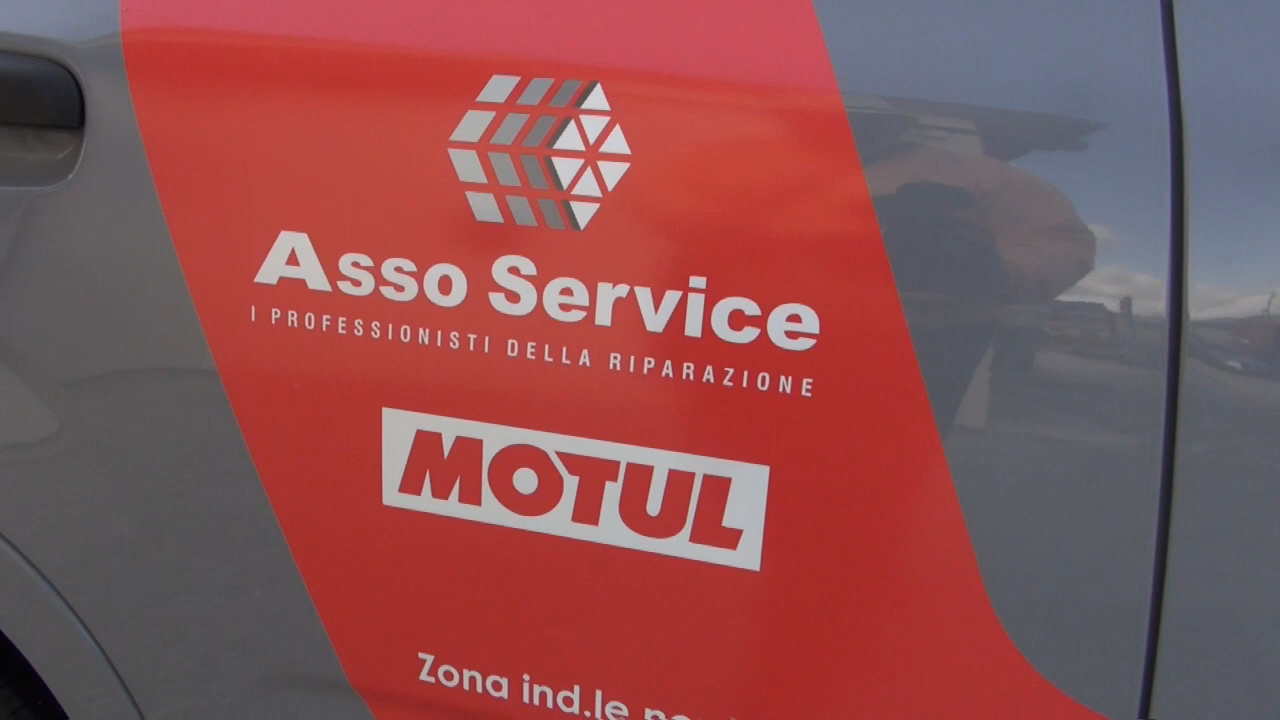 Asso Service
I PROFESSIONISTI DELLA RIPARAZIONE
MOTUL
Zona ind.le